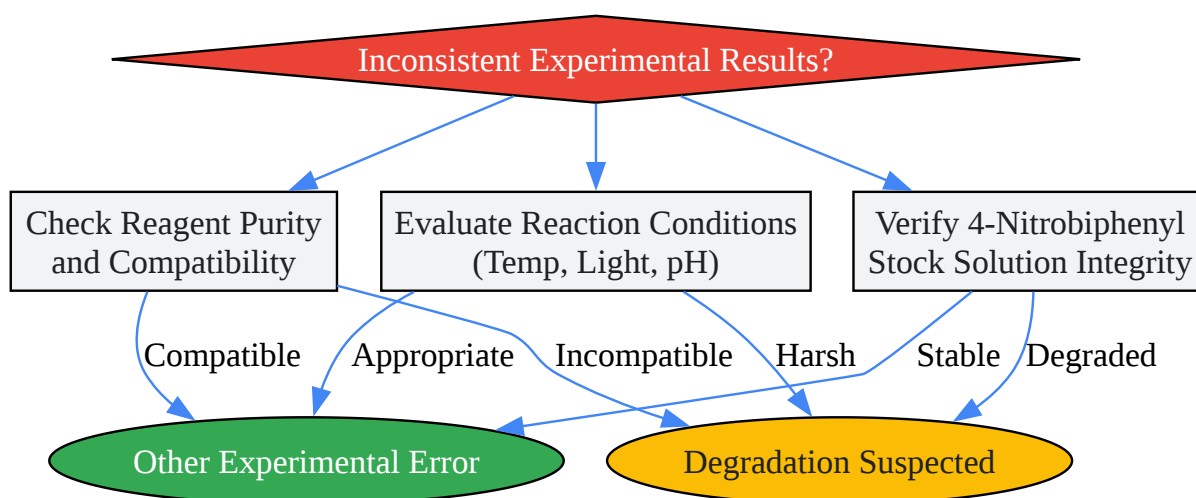 Inconsistent Experimental Results?
Check Reagent Purity
and Compatibility
Evaluate Reaction Conditions
(Temp, Light, pH)
Verify 4-Nitrobiphenyl
Stock Solution Integrity
Compatible
Appropriate
Incompatible
Harsh
Stable
Degraded
Other Experimental Error
Degradation Suspected